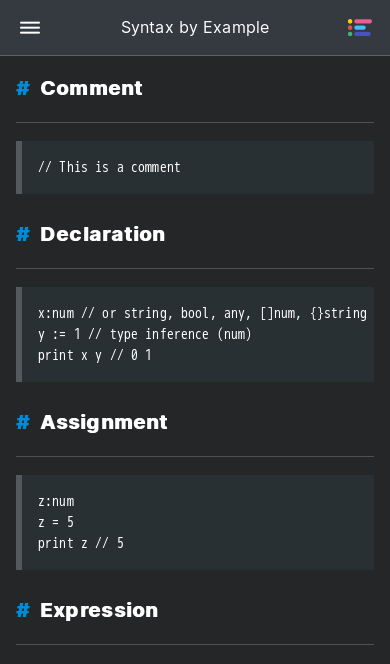 Syntax by Example
# Comment
// This is a comment
# Declaration
x:num // or string, bool, any, []num, {}string
y := 1 // type inference (num)
print x y // 0 1
# Assignment
z:num
z = 5
print z // 5
# Expression